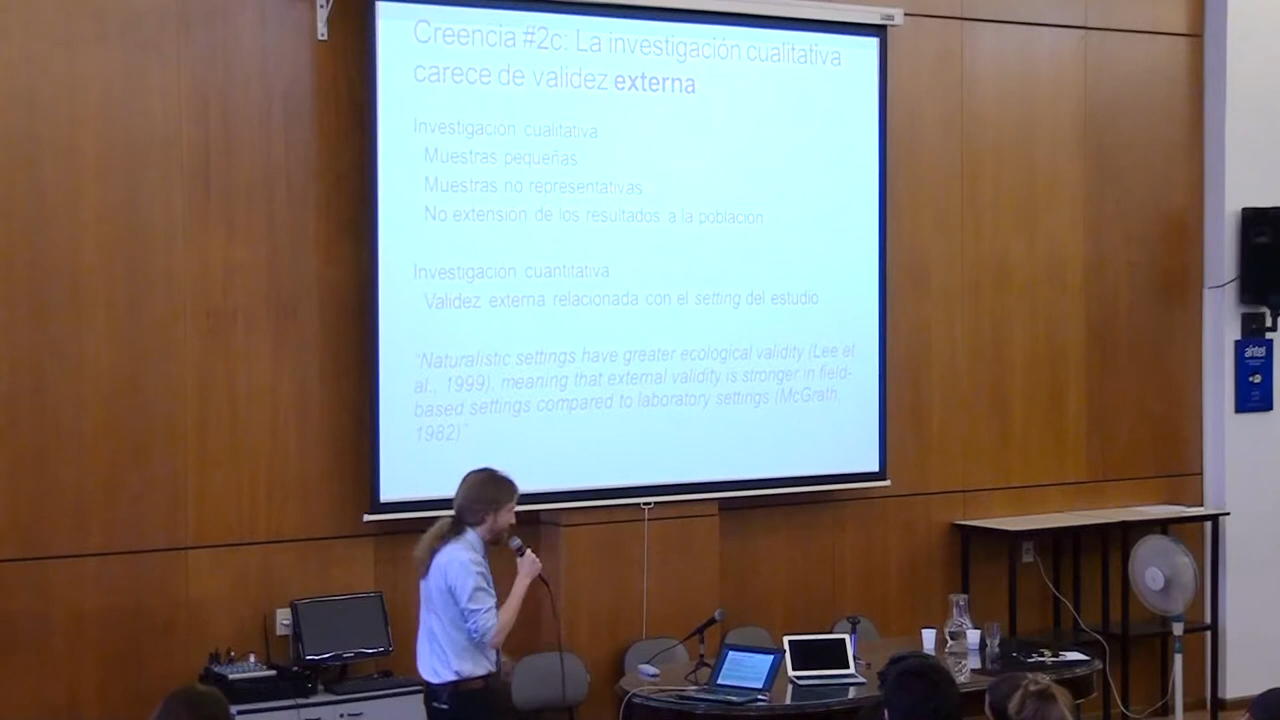 Creencia #2c: La investigación cualitativa
carece de validez externa
Investigación cualitativa
Muestras pequeñas
Muestras no representativas
No extensión de los resultados a la población
Investigación cuantitativa
Validez externa relacionada con el setting del estudio
"Naturalistic settings have greater ecological validity (Lee et
al., 1999), meaning that external validity is stronger in field-
based settings compared to laboratory settings (McGrath,
1982)"
antel